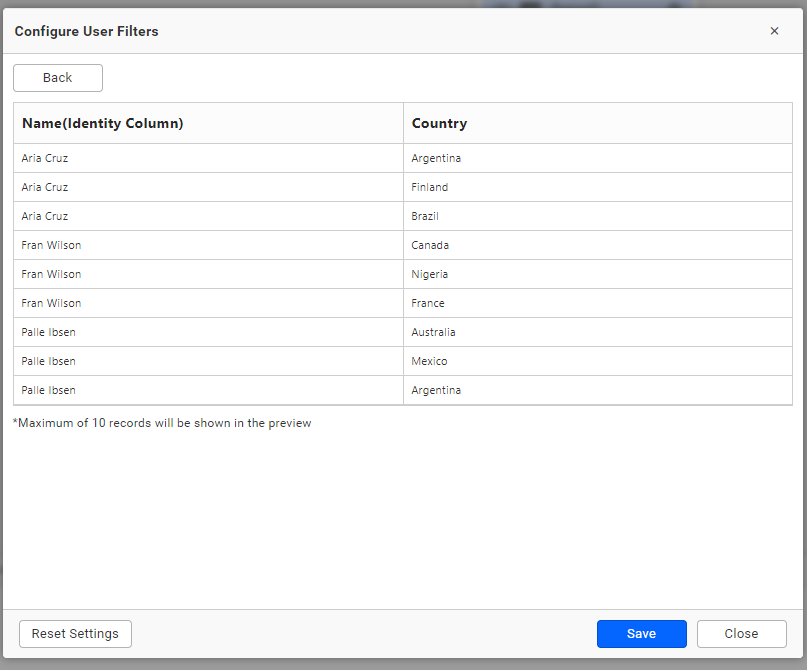 Configure User Filters ×
Back
Name(Identity Column) Country
Aria Cruz Argentina
Aria Cruz Finland
Aria Cruz Brazil
Fran Wilson Canada
Fran Wilson Nigeria
Fran Wilson France
Palle Ibsen Australia
Palle Ibsen Mexico
Palle Ibsen Argentina
*Maximum of 10 records will be shown in the preview
Reset Settings Save Close